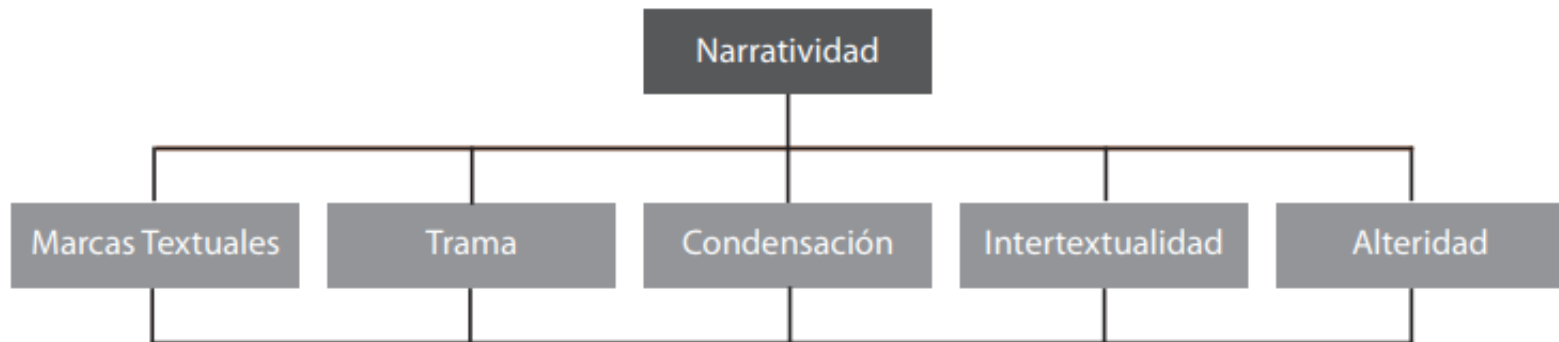 Narratividad
Marcas Textuales
Trama
Condensación
Intertextualidad
Alteridad